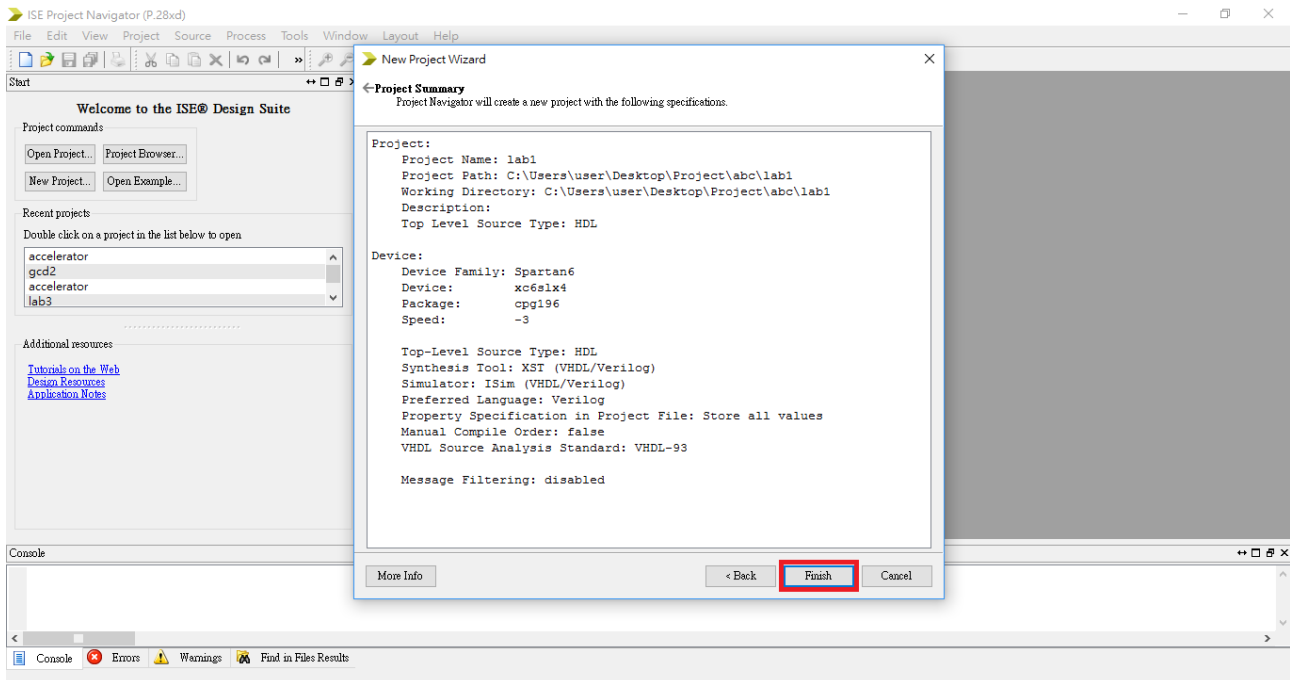 ISE Project Navigator (P.28xd)
File Edit View Project Source Process Tools Window Layout Help
Start
Welcome to the ISE® Design Suite
Project commands
Open Project... Project Browser...
New Project... Open Example...
Recent projects
Double click on a project in the list below to open
accelerator
gcd2
accelerator
lab3
Additional resources
Tutorials on the Web
Design Resources
Application Notes
New Project Wizard
Project Summary
Project Navigator will create a new project with the following specifications.
Project:
Project Name: lab1
Project Path: C:\Users\user\Desktop\Project\abc\lab1
Working Directory: C:\Users\user\Desktop\Project\abc\lab1
Description:
Top Level Source Type: HDL
Device:
Device Family: Spartan6
Device: xc6slx4
Package: cpg196
Speed: -3
Top-Level Source Type: HDL
Synthesis Tool: XST (VHDL/Verilog)
Simulator: ISim (VHDL/Verilog)
Preferred Language: Verilog
Property Specification in Project File: Store all values
Manual Compile Order: false
VHDL Source Analysis Standard: VHDL-93
Message Filtering: disabled
More Info < Back Finish Cancel
Console
Console Errors Warnings Find in Files Results